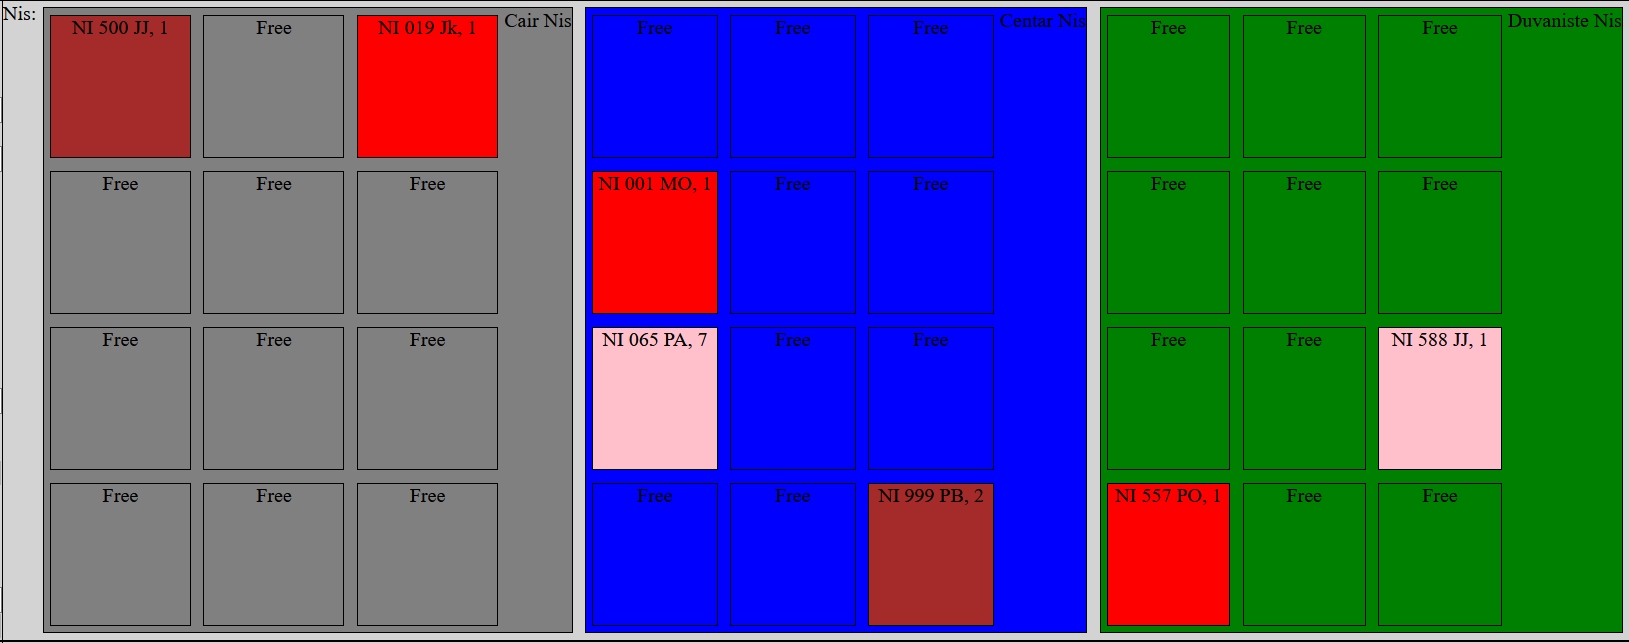 Nis:
NI 500 JJ, 1 Free NI 019 Jk, 1 Cair Nis
Free Free Free
Free Free Free
Free Free Free
Free Free Free Centar Nis
NI 001 MO, 1 Free Free
NI 065 PA, 7 Free Free
Free Free NI 999 PB, 2
Free Free Free Duvaniste Nis
Free Free Free
Free Free NI 588 JJ, 1
NI 557 PO, 1 Free Free